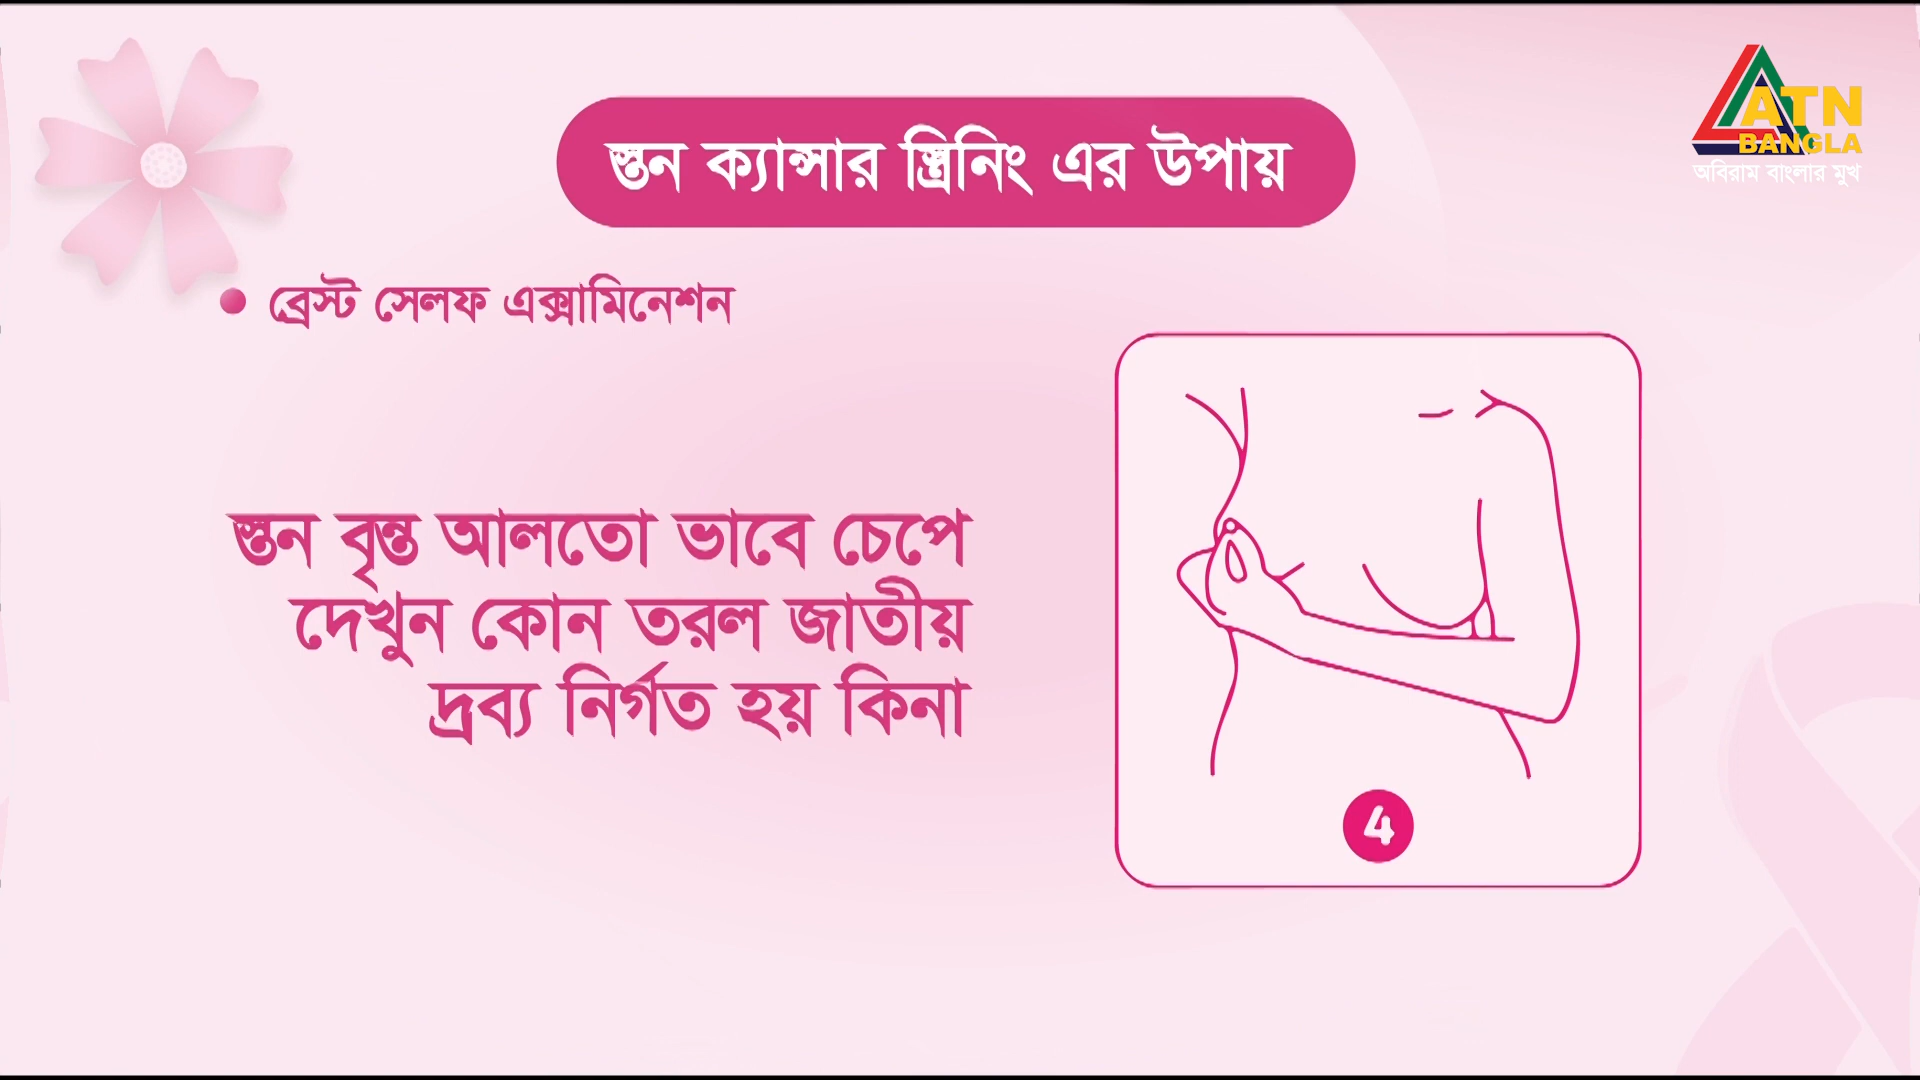 স্তন ক্যান্সার স্ক্রিনিং এর উপায়
ATN
BANGLA
অবিরাম বাংলার মুখ
• ব্রেস্ট সেলফ এক্সামিনেশন
স্তন বৃন্ত আলতো ভাবে চেপে
দেখুন কোন তরল জাতীয়
দ্রব্য নির্গত হয় কিনা
4